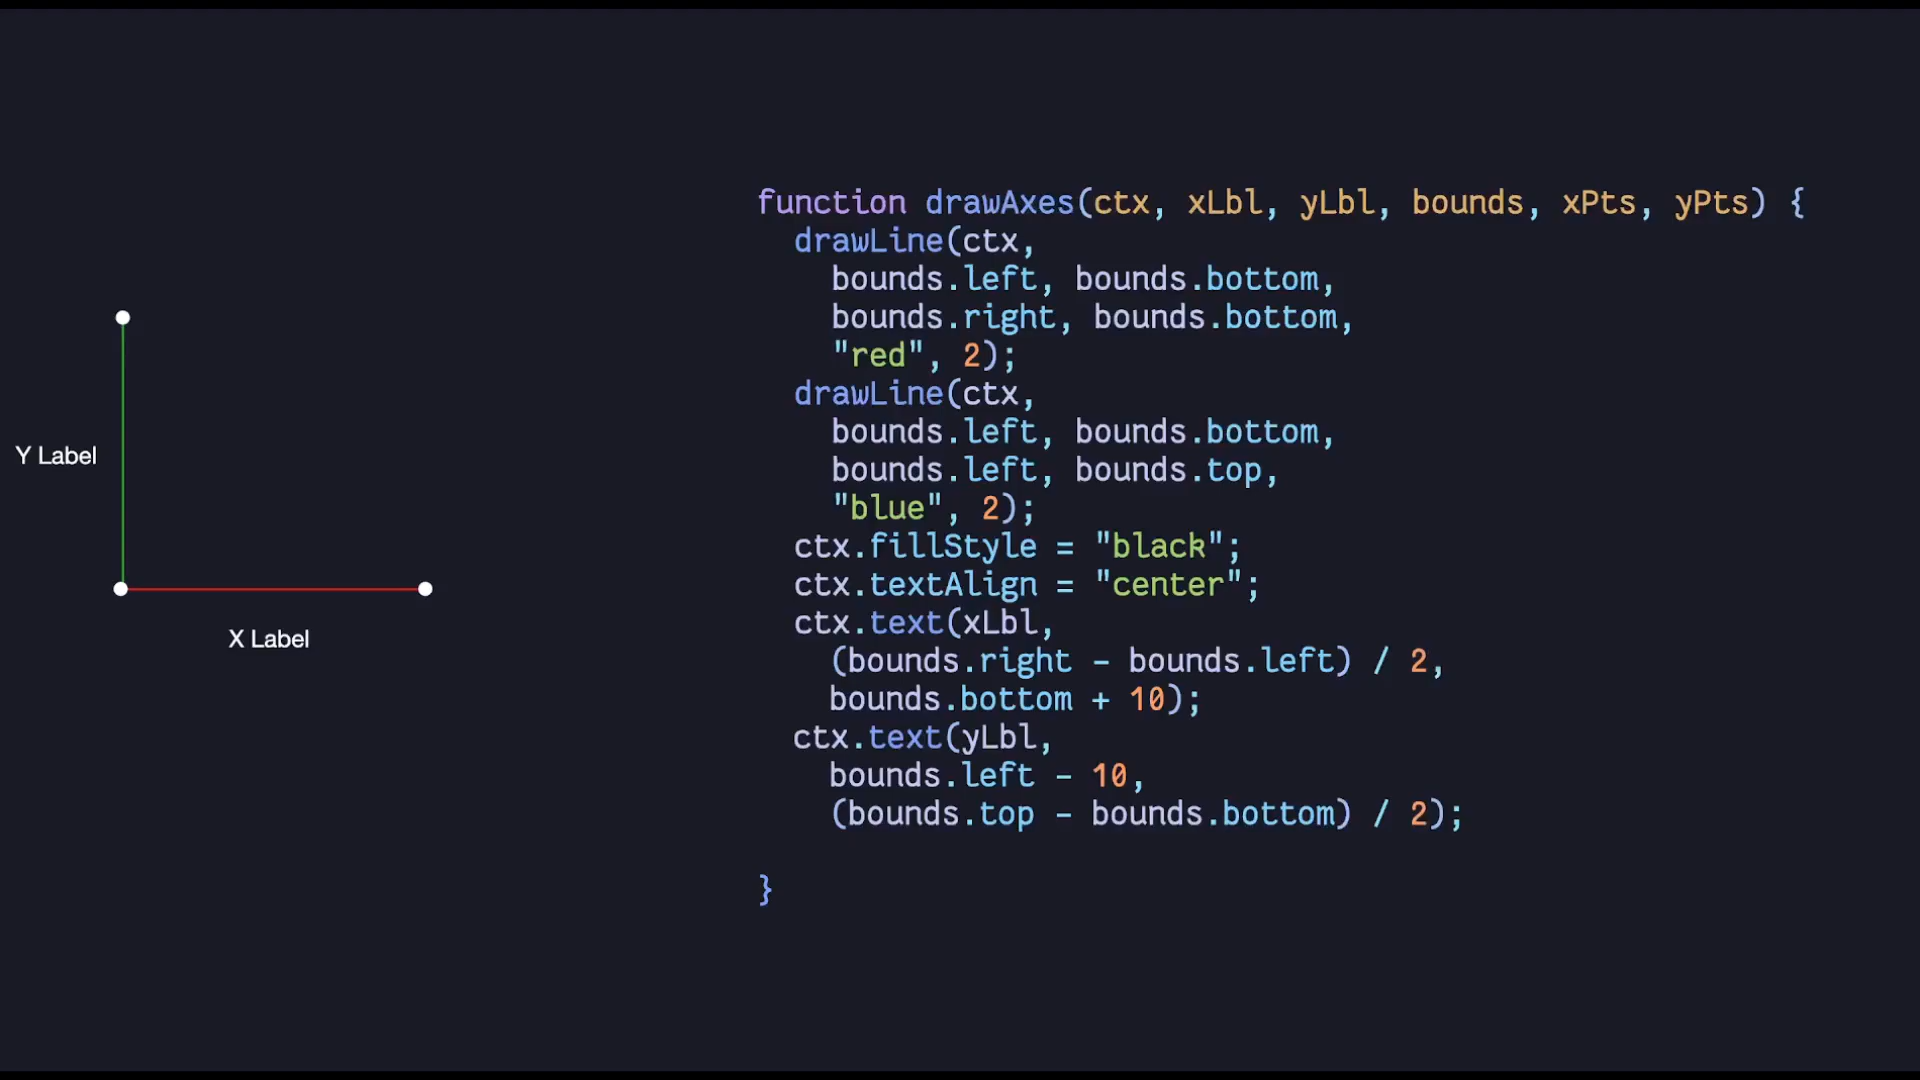 function drawAxes(ctx, xLbl, yLbl, bounds, xPts, yPts) {
drawLine(ctx,
bounds.left, bounds.bottom,
bounds.right, bounds.bottom,
"red", 2);
drawLine(ctx,
bounds.left, bounds.bottom,
bounds.left, bounds.top,
"blue", 2);
ctx.fillStyle = "black";
ctx.textAlign = "center";
ctx.text(xLbl,
(bounds.right - bounds.left) / 2,
bounds.bottom + 10);
ctx.text(yLbl,
bounds.left - 10,
(bounds.top - bounds.bottom) / 2);
}
Y Label
X Label